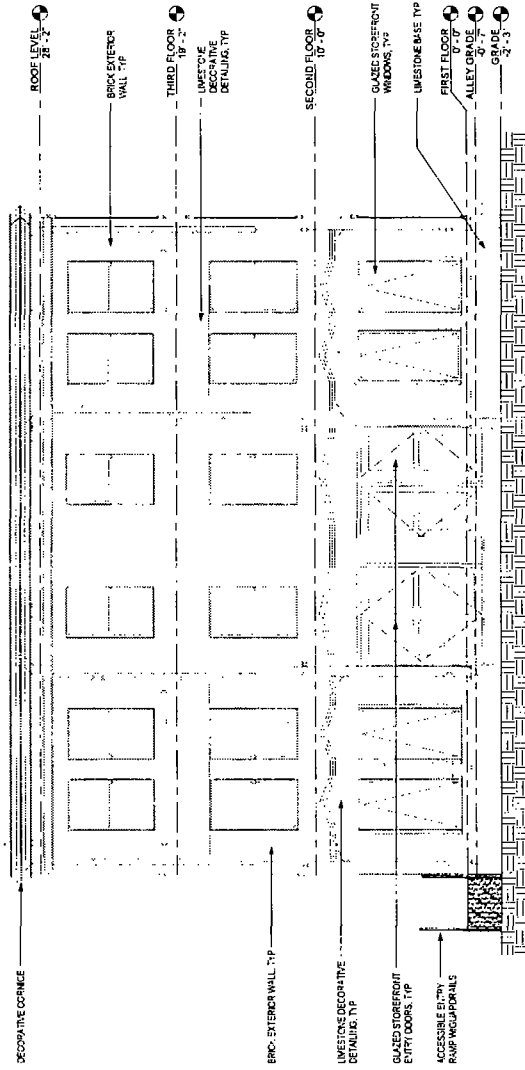 DECORATIVE CORNICE
BRICK EXTERIOR WALL, TYP
LIMESTONE DECORATIVE
DETAILING, TYP
GLAZED STOREFRONT
ENTRY DOORS, TYP
ACCESSIBLE ENTRY
RAMP W/GUARDRAILS
ROOF LEVEL
28' - 2"
BRICK EXTERIOR
WALL, TYP
THIRD FLOOR
19' - 2"
LIMESTONE
DECORATIVE
DETAILING, TYP
SECOND FLOOR
10' - 0"
GLAZED STOREFRONT
WINDOWS, TYP
LIMESTONE BASE, TYP
FIRST FLOOR
0' - 0"
ALLEY GRADE
-0' - 7"
GRADE
-2' - 3"